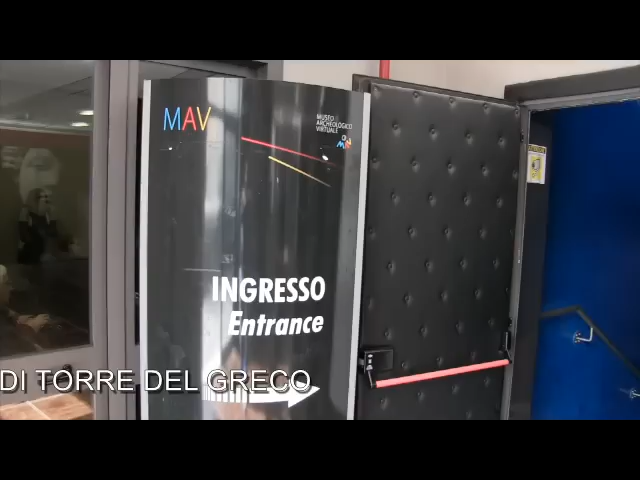 MAV
MUSEO
ARCHEOLOGICO
VIRTUALE
INGRESSO
Entrance
DI TORRE DEL GRECO